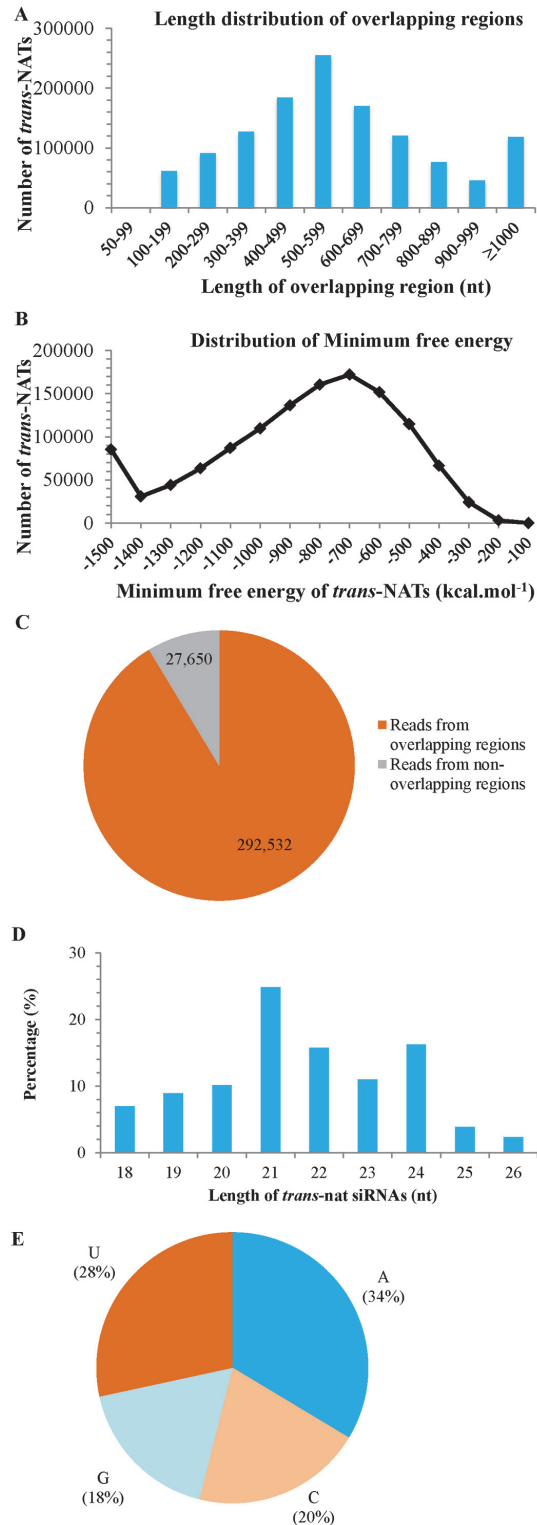 A
Length distribution of overlapping regions
Number of trans-NATs
300000
200000
100000
0
50-99
100-199
200-299
300-399
400-499
500-599
600-699
700-799
800-899
900-999
≥1000
Length of overlapping region (nt)
B
Distribution of Minimum free energy
Number of trans-NATs
200000
150000
100000
50000
0
-1500
-1400
-1300
-1200
-1100
-1000
-900
-800
-700
-600
-500
-400
-300
-200
-100
Minimum free energy of trans-NATs (kcal.mol⁻¹)
C
27,650
292,532
Reads from
overlapping regions
Reads from non-
overlapping regions
D
Percentage (%)
30
20
10
0
18
19
20
21
22
23
24
25
26
Length of trans-nat siRNAs (nt)
E
U
(28%)
A
(34%)
G
(18%)
C
(20%)